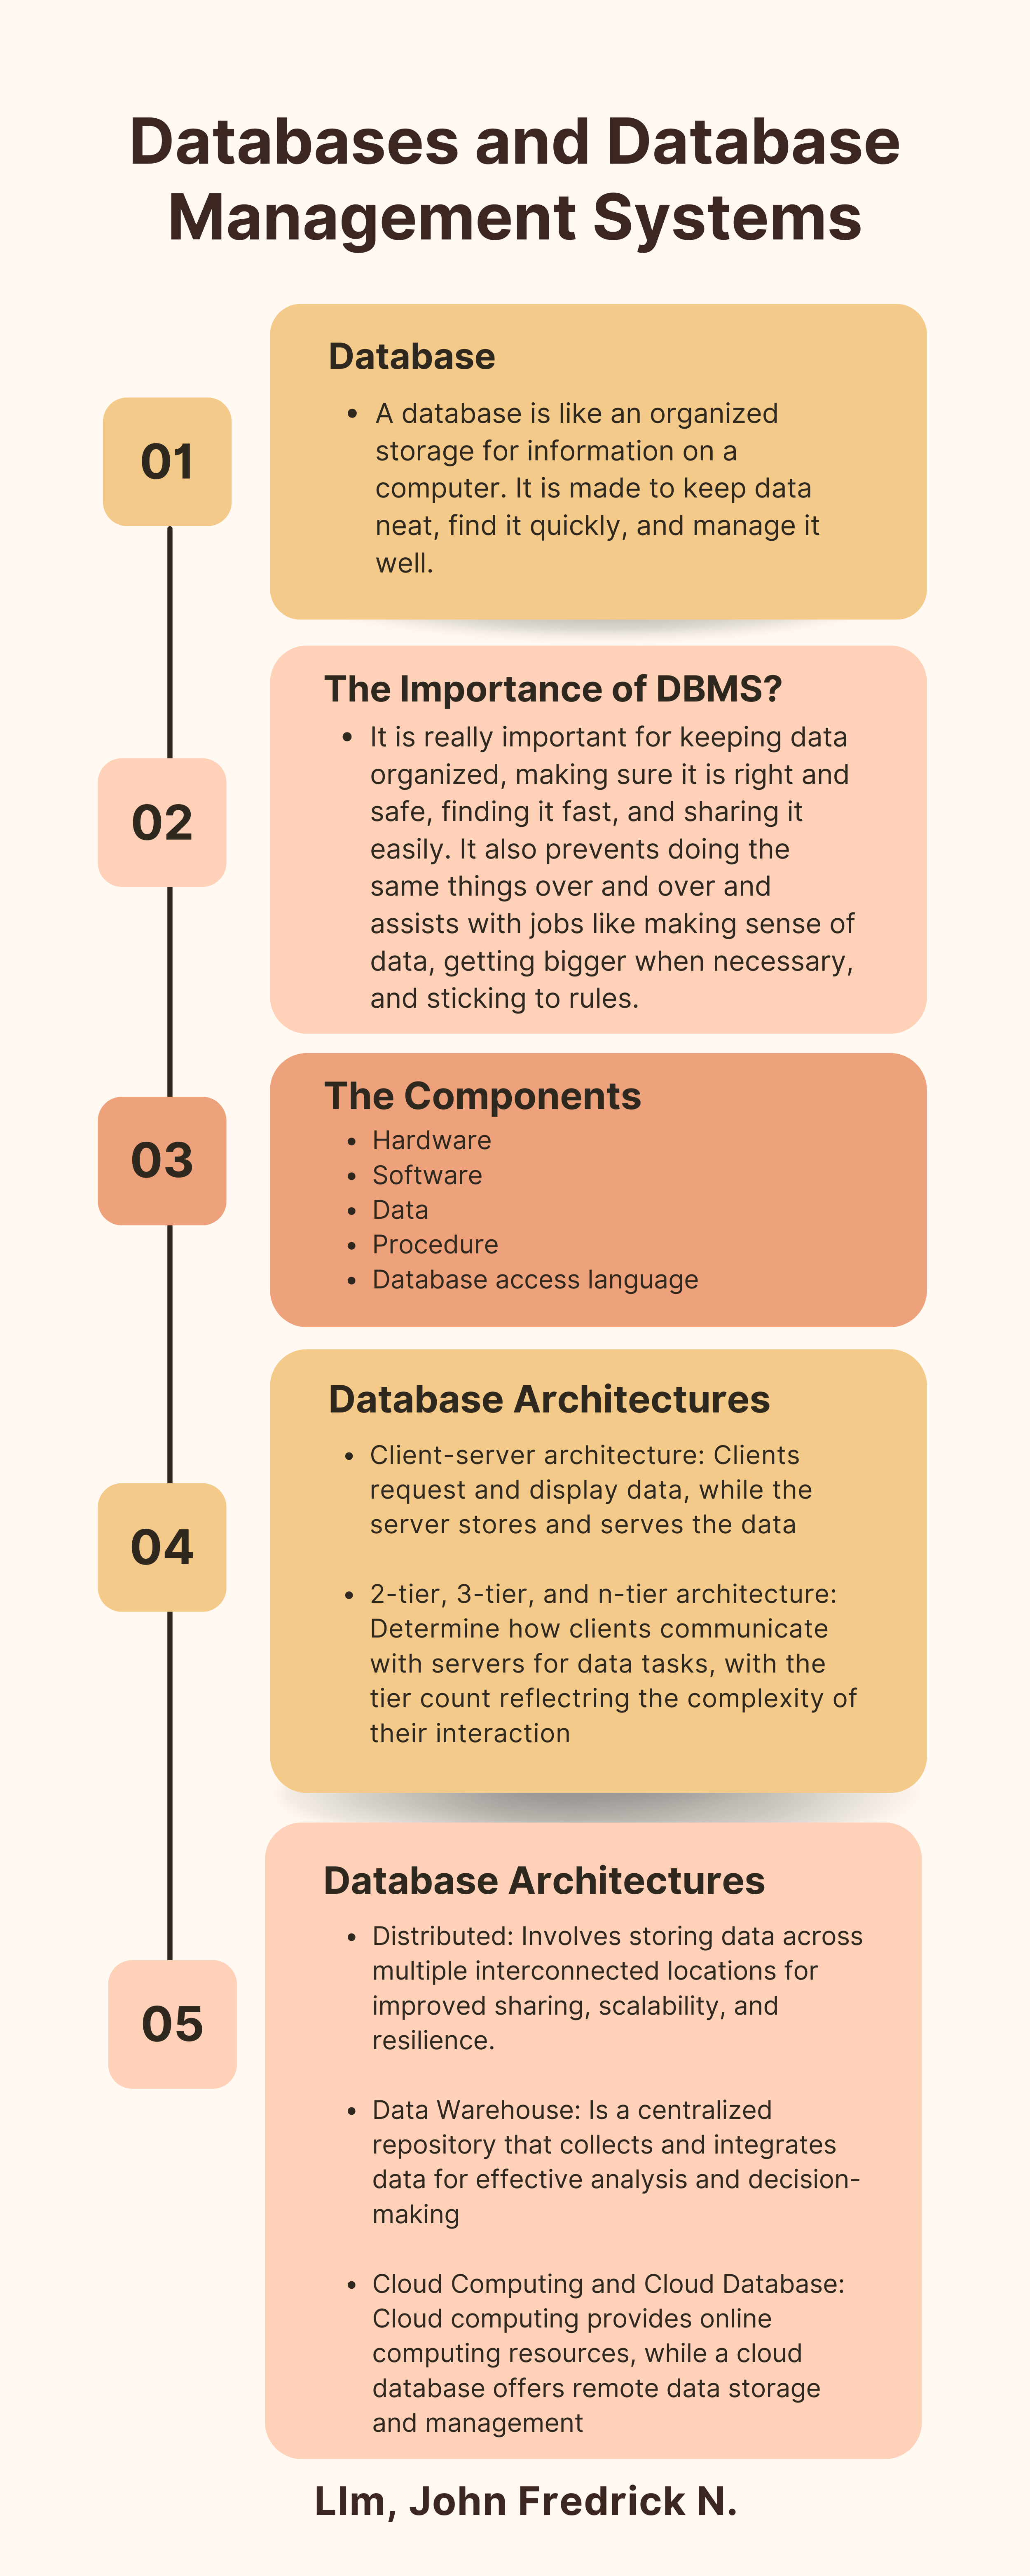 Databases and Database
Management Systems
01
Database
• A database is like an organized
storage for information on a
computer. It is made to keep data
neat, find it quickly, and manage it
well.
02
The Importance of DBMS?
• It is really important for keeping data
organized, making sure it is right and
safe, finding it fast, and sharing it
easily. It also prevents doing the
same things over and over and
assists with jobs like making sense of
data, getting bigger when necessary,
and sticking to rules.
03
The Components
• Hardware
• Software
• Data
• Procedure
• Database access language
04
Database Architectures
• Client-server architecture: Clients
request and display data, while the
server stores and serves the data
• 2-tier, 3-tier, and n-tier architecture:
Determine how clients communicate
with servers for data tasks, with the
tier count reflectring the complexity of
their interaction
05
Database Architectures
• Distributed: Involves storing data across
multiple interconnected locations for
improved sharing, scalability, and
resilience.
• Data Warehouse: Is a centralized
repository that collects and integrates
data for effective analysis and decision-
making
• Cloud Computing and Cloud Database:
Cloud computing provides online
computing resources, while a cloud
database offers remote data storage
and management
LIm, John Fredrick N.